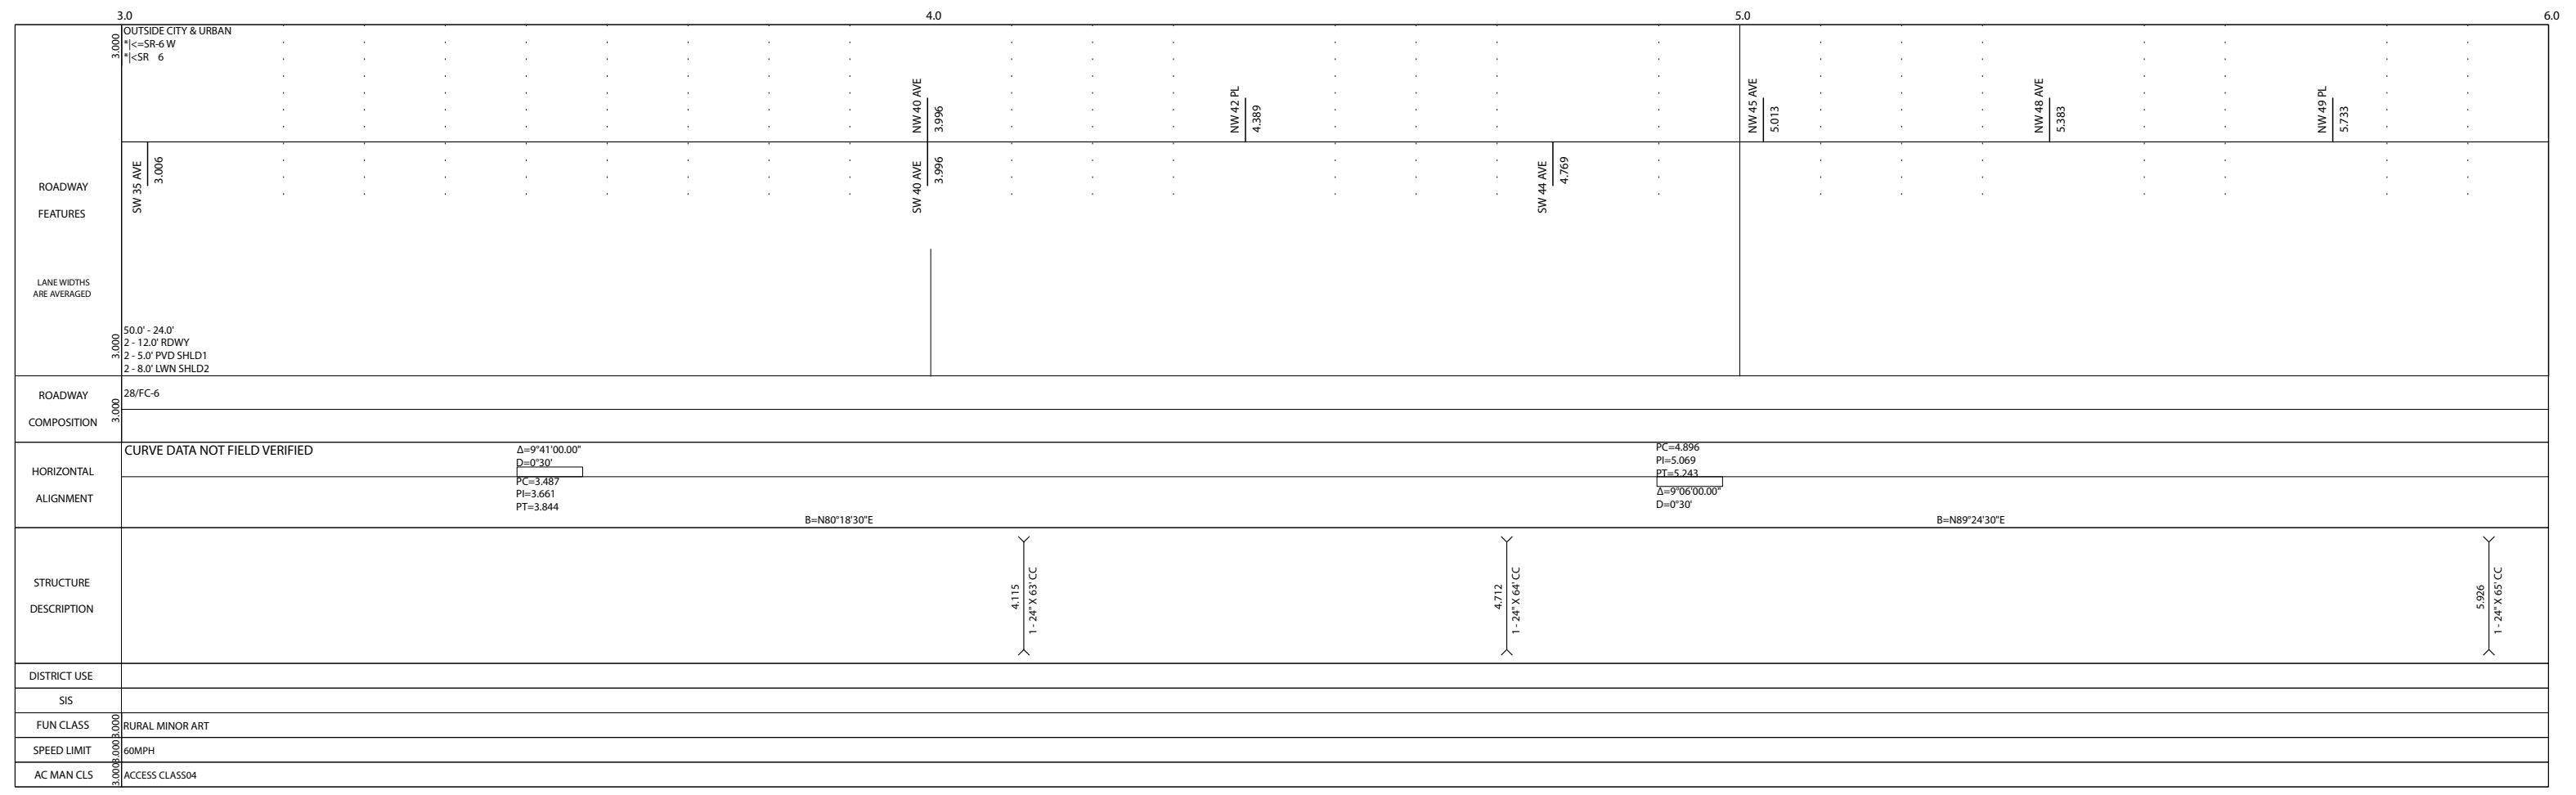 3.0
4.0
5.0
6.0
3.000
OUTSIDE CITY & URBAN
*|<=SR-6 W
*|<SR 6
NW 40 AVE
3.996
NW 42 PL
4.389
NW 45 AVE
5.013
NW 48 AVE
5.383
NW 49 PL
5.733
SW 35 AVE
3.006
SW 40 AVE
3.996
SW 44 AVE
4.769
ROADWAY
FEATURES
LANE WIDTHS
ARE AVERAGED
3.000
50.0' - 24.0'
2 - 12.0' RDWY
2 - 5.0' PVD SHLD1
2 - 8.0' LWN SHLD2
ROADWAY
COMPOSITION
3.000
28/FC-6
HORIZONTAL
ALIGNMENT
CURVE DATA NOT FIELD VERIFIED
Δ=9°41'00.00"
D=0°30'
PC=3.487
PI=3.661
PT=3.844
B=N80°18'30"E
PC=4.896
PI=5.069
PT=5.243
Δ=9°06'00.00"
D=0°30'
B=N89°24'30"E
STRUCTURE
DESCRIPTION
4.115
1 - 24" X 63' CC
4.712
1 - 24" X 64' CC
5.926
1 - 24" X 65' CC
DISTRICT USE
SIS
FUN CLASS
3.000
RURAL MINOR ART
SPEED LIMIT
3.000
60MPH
AC MAN CLS
3.000
ACCESS CLASS04